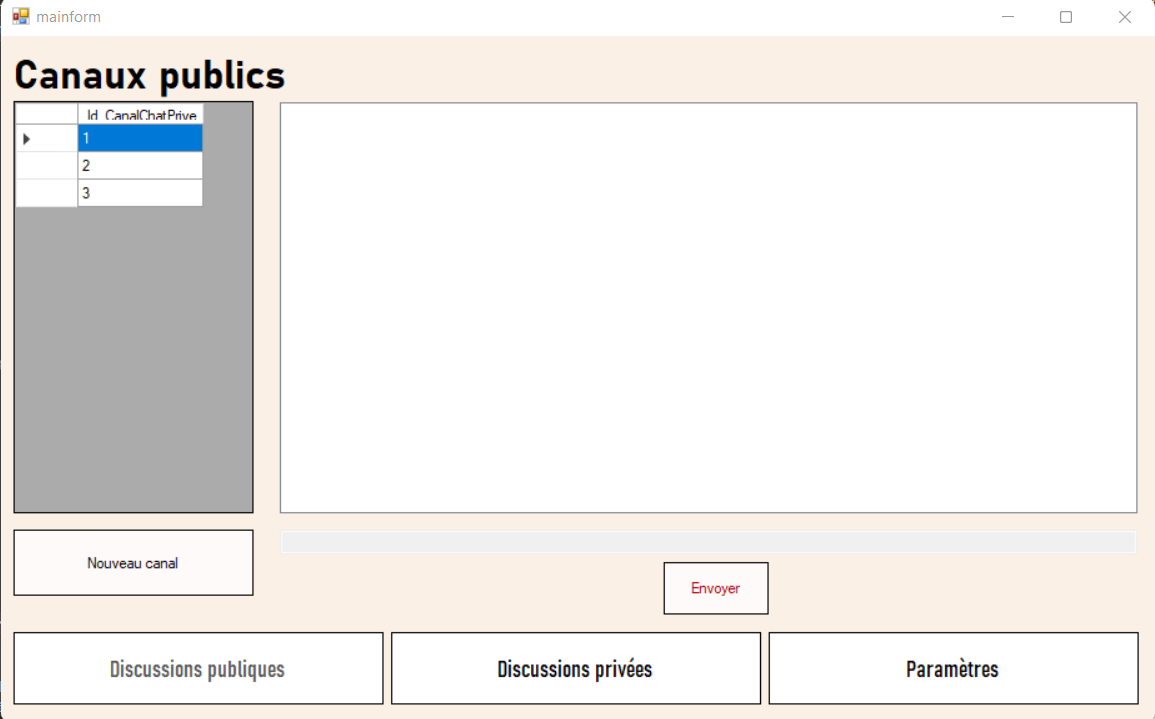 mainform
Canaux publics
Id_CanalChatPrive
1
2
3
Nouveau canal
Envoyer
Discussions publiques
Discussions privées
Paramètres